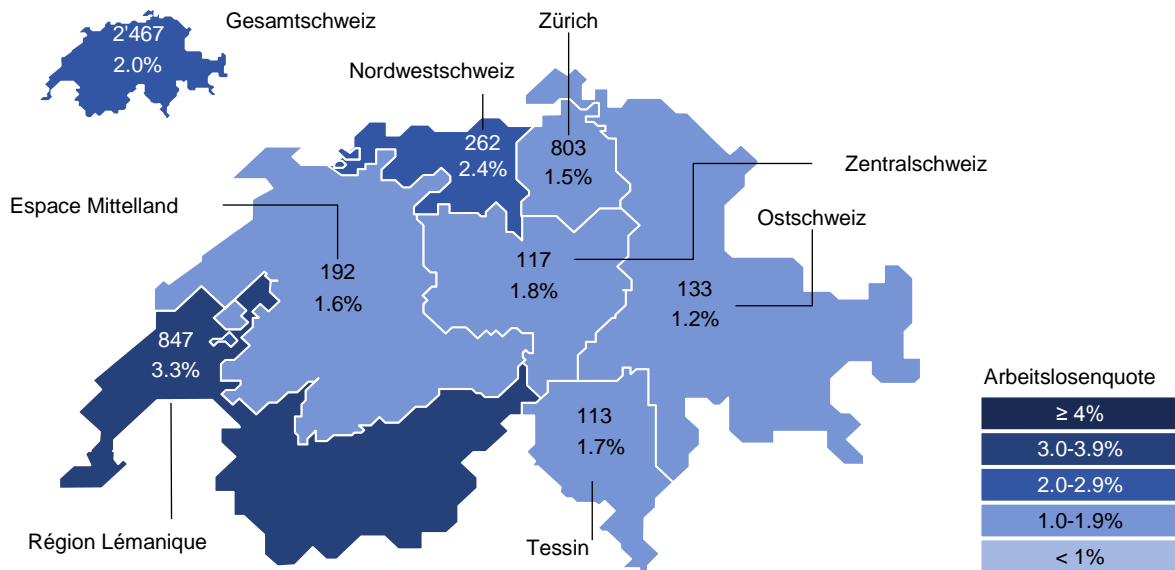 Gesamtschweiz
2'467
2.0%
Zürich
Nordwestschweiz
262
2.4%
803
1.5%
Zentralschweiz
Espace Mittelland
Ostschweiz
192
1.6%
117
1.8%
133
1.2%
847
3.3%
113
1.7%
Région Lémanique
Tessin
Arbeitslosenquote
≥ 4%
3.0-3.9%
2.0-2.9%
1.0-1.9%
< 1%